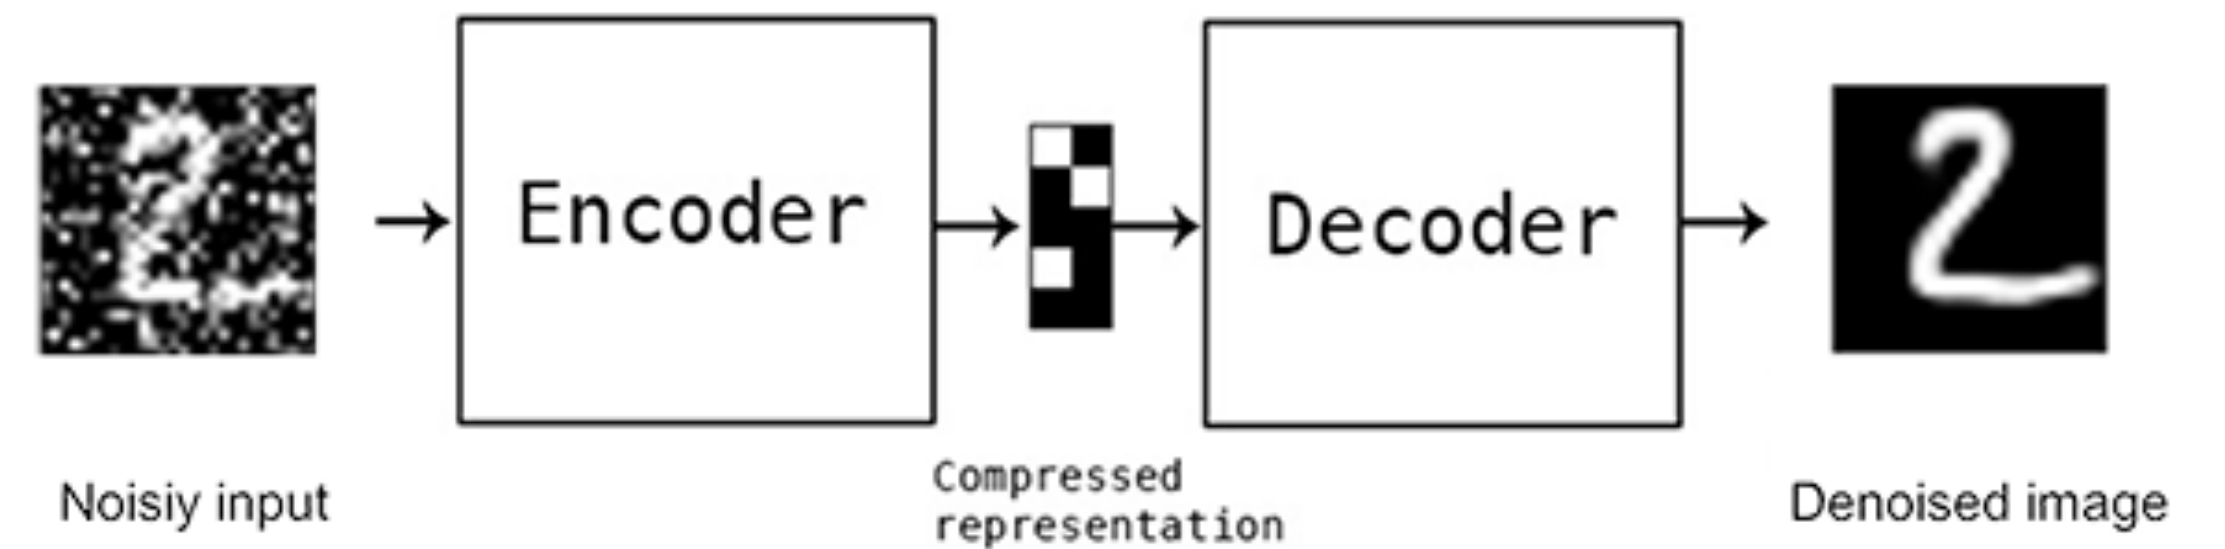 Encoder
Decoder
Noisiy input
Compressed
representation
Denoised image